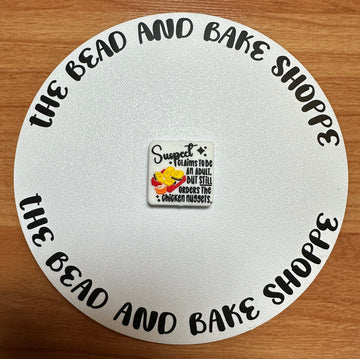 THE BEAD AND BAKE SHOPPE
Suspect
CLAIMS TO BE
AN ADULT,
BUT STILL
ORDERS THE
CHICKEN NUGGETS.
THE BEAD AND BAKE SHOPPE